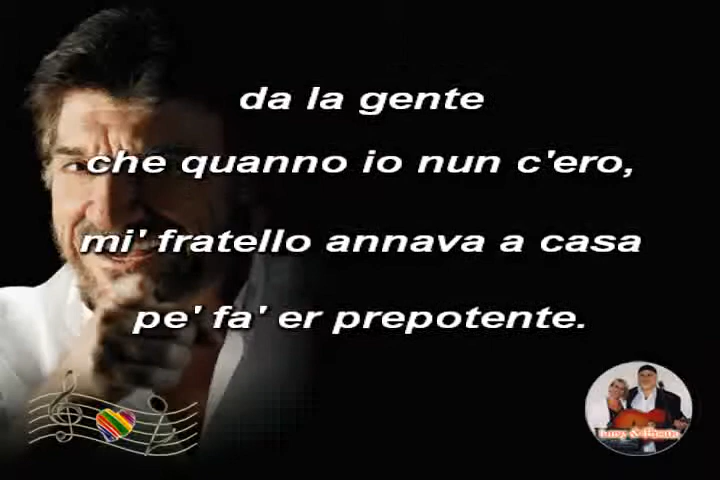 da la gente
che quanno io nun c'ero,
mi' fratello annava a casa
pe' fa' er prepotente.